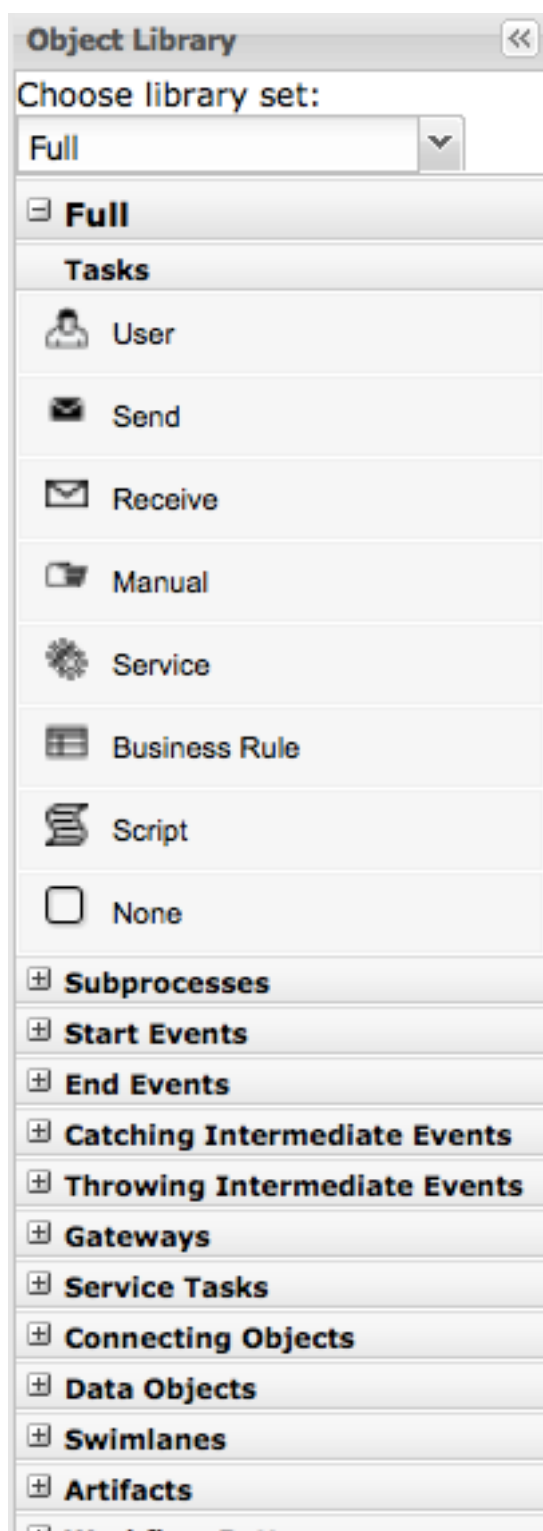 Object Library
Choose library set:
Full
Full
Tasks
User
Send
Receive
Manual
Service
Business Rule
Script
None
Subprocesses
Start Events
End Events
Catching Intermediate Events
Throwing Intermediate Events
Gateways
Service Tasks
Connecting Objects
Data Objects
Swimlanes
Artifacts